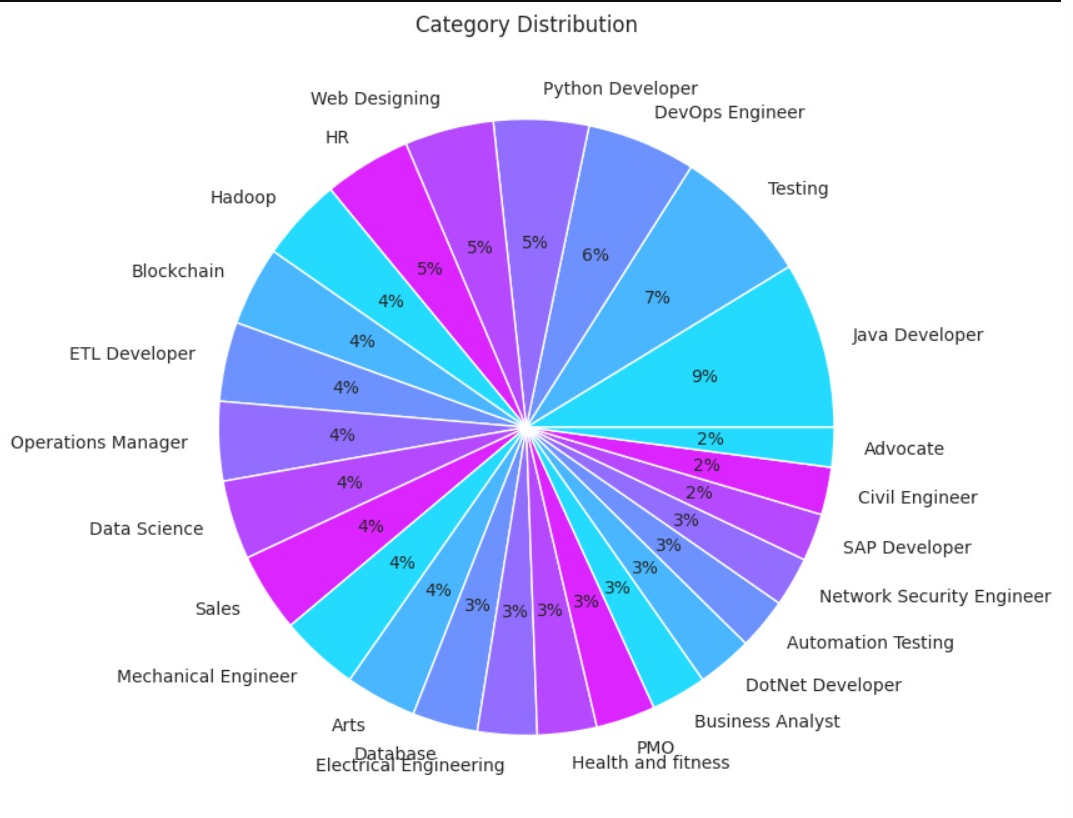 Category Distribution
Python Developer
Web Designing
DevOps Engineer
HR
Testing
Hadoop
Blockchain
ETL Developer
Java Developer
Operations Manager
Advocate
Civil Engineer
Data Science
SAP Developer
Network Security Engineer
Sales
Automation Testing
Mechanical Engineer
DotNet Developer
Business Analyst
Arts
PMO
Database
Health and fitness
Electrical Engineering
9%
7%
6%
5%
5%
5%
4%
4%
4%
4%
4%
4%
4%
4%
3%
3%
3%
3%
3%
3%
3%
3%
2%
2%
2%